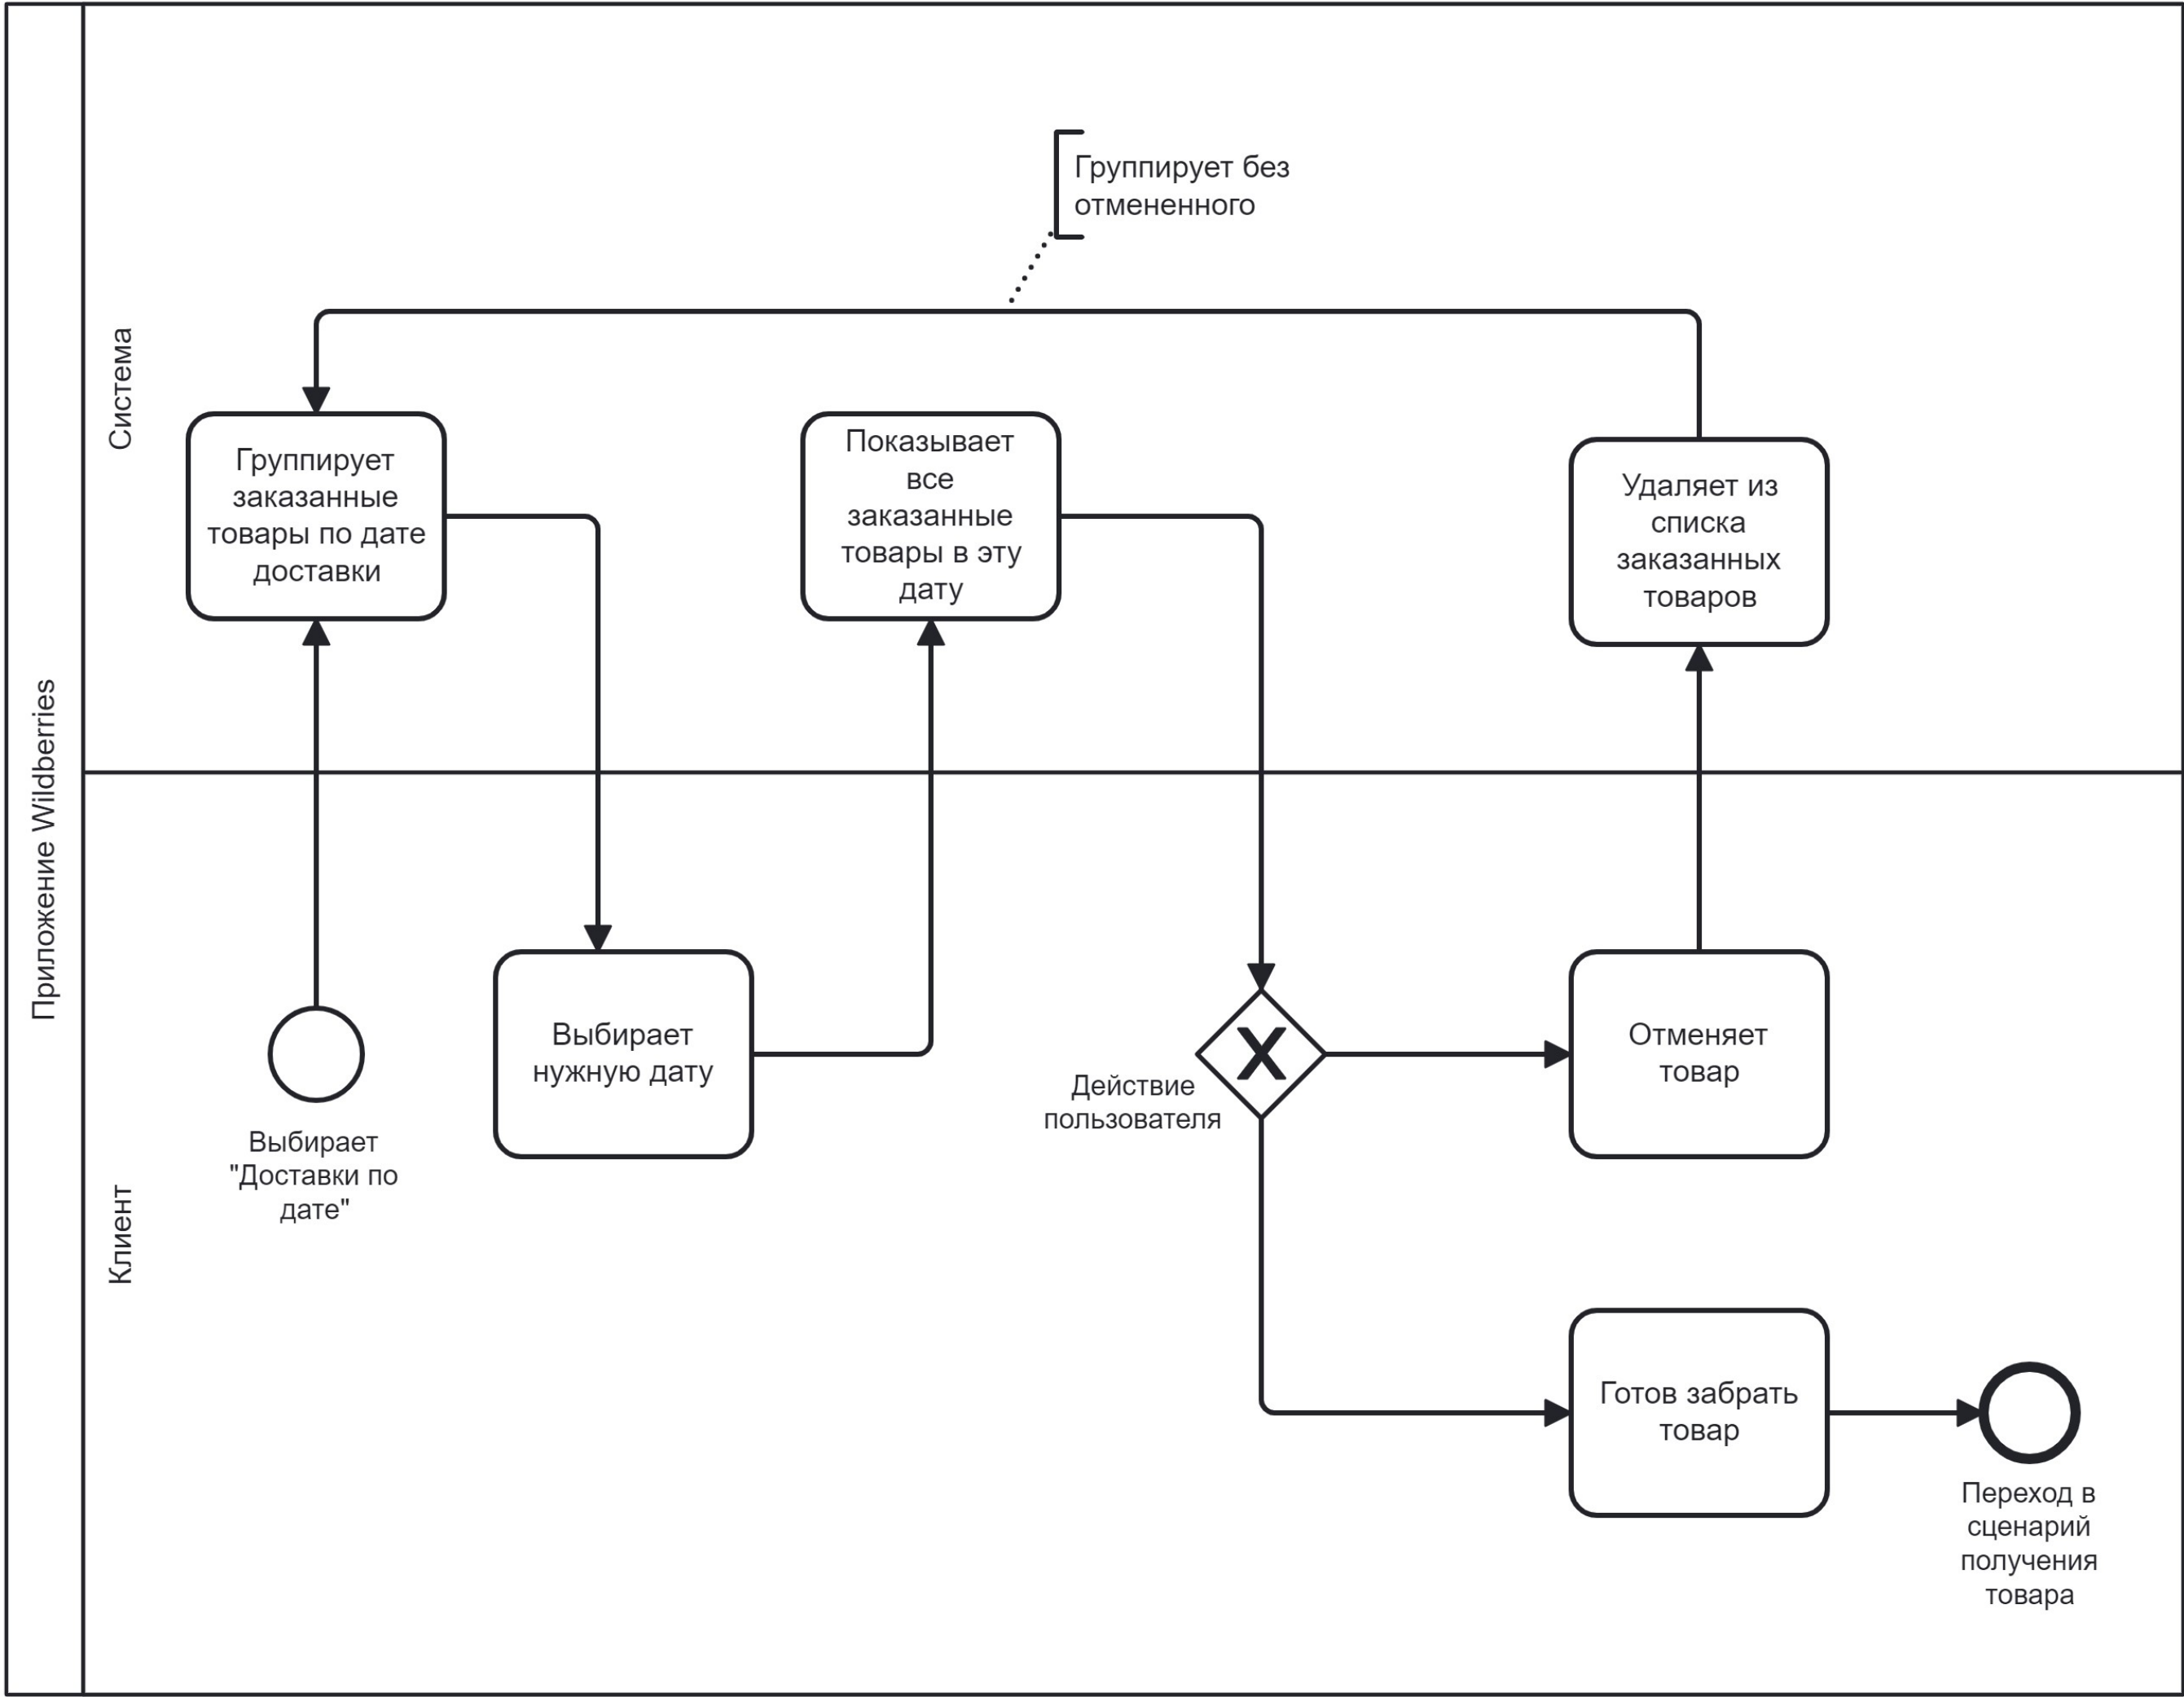 Приложение Wildberries
Система
Группирует без
отмененного
Группирует
заказанные
товары по дате
доставки
Показывает
все
заказанные
товары в эту
дату
Удаляет из
списка
заказанных
товаров
Клиент
Выбирает
"Доставки по
дате"
Выбирает
нужную дату
Действие
пользователя
X
Отменяет
товар
Готов забрать
товар
Переход в
сценарий
получения
товара